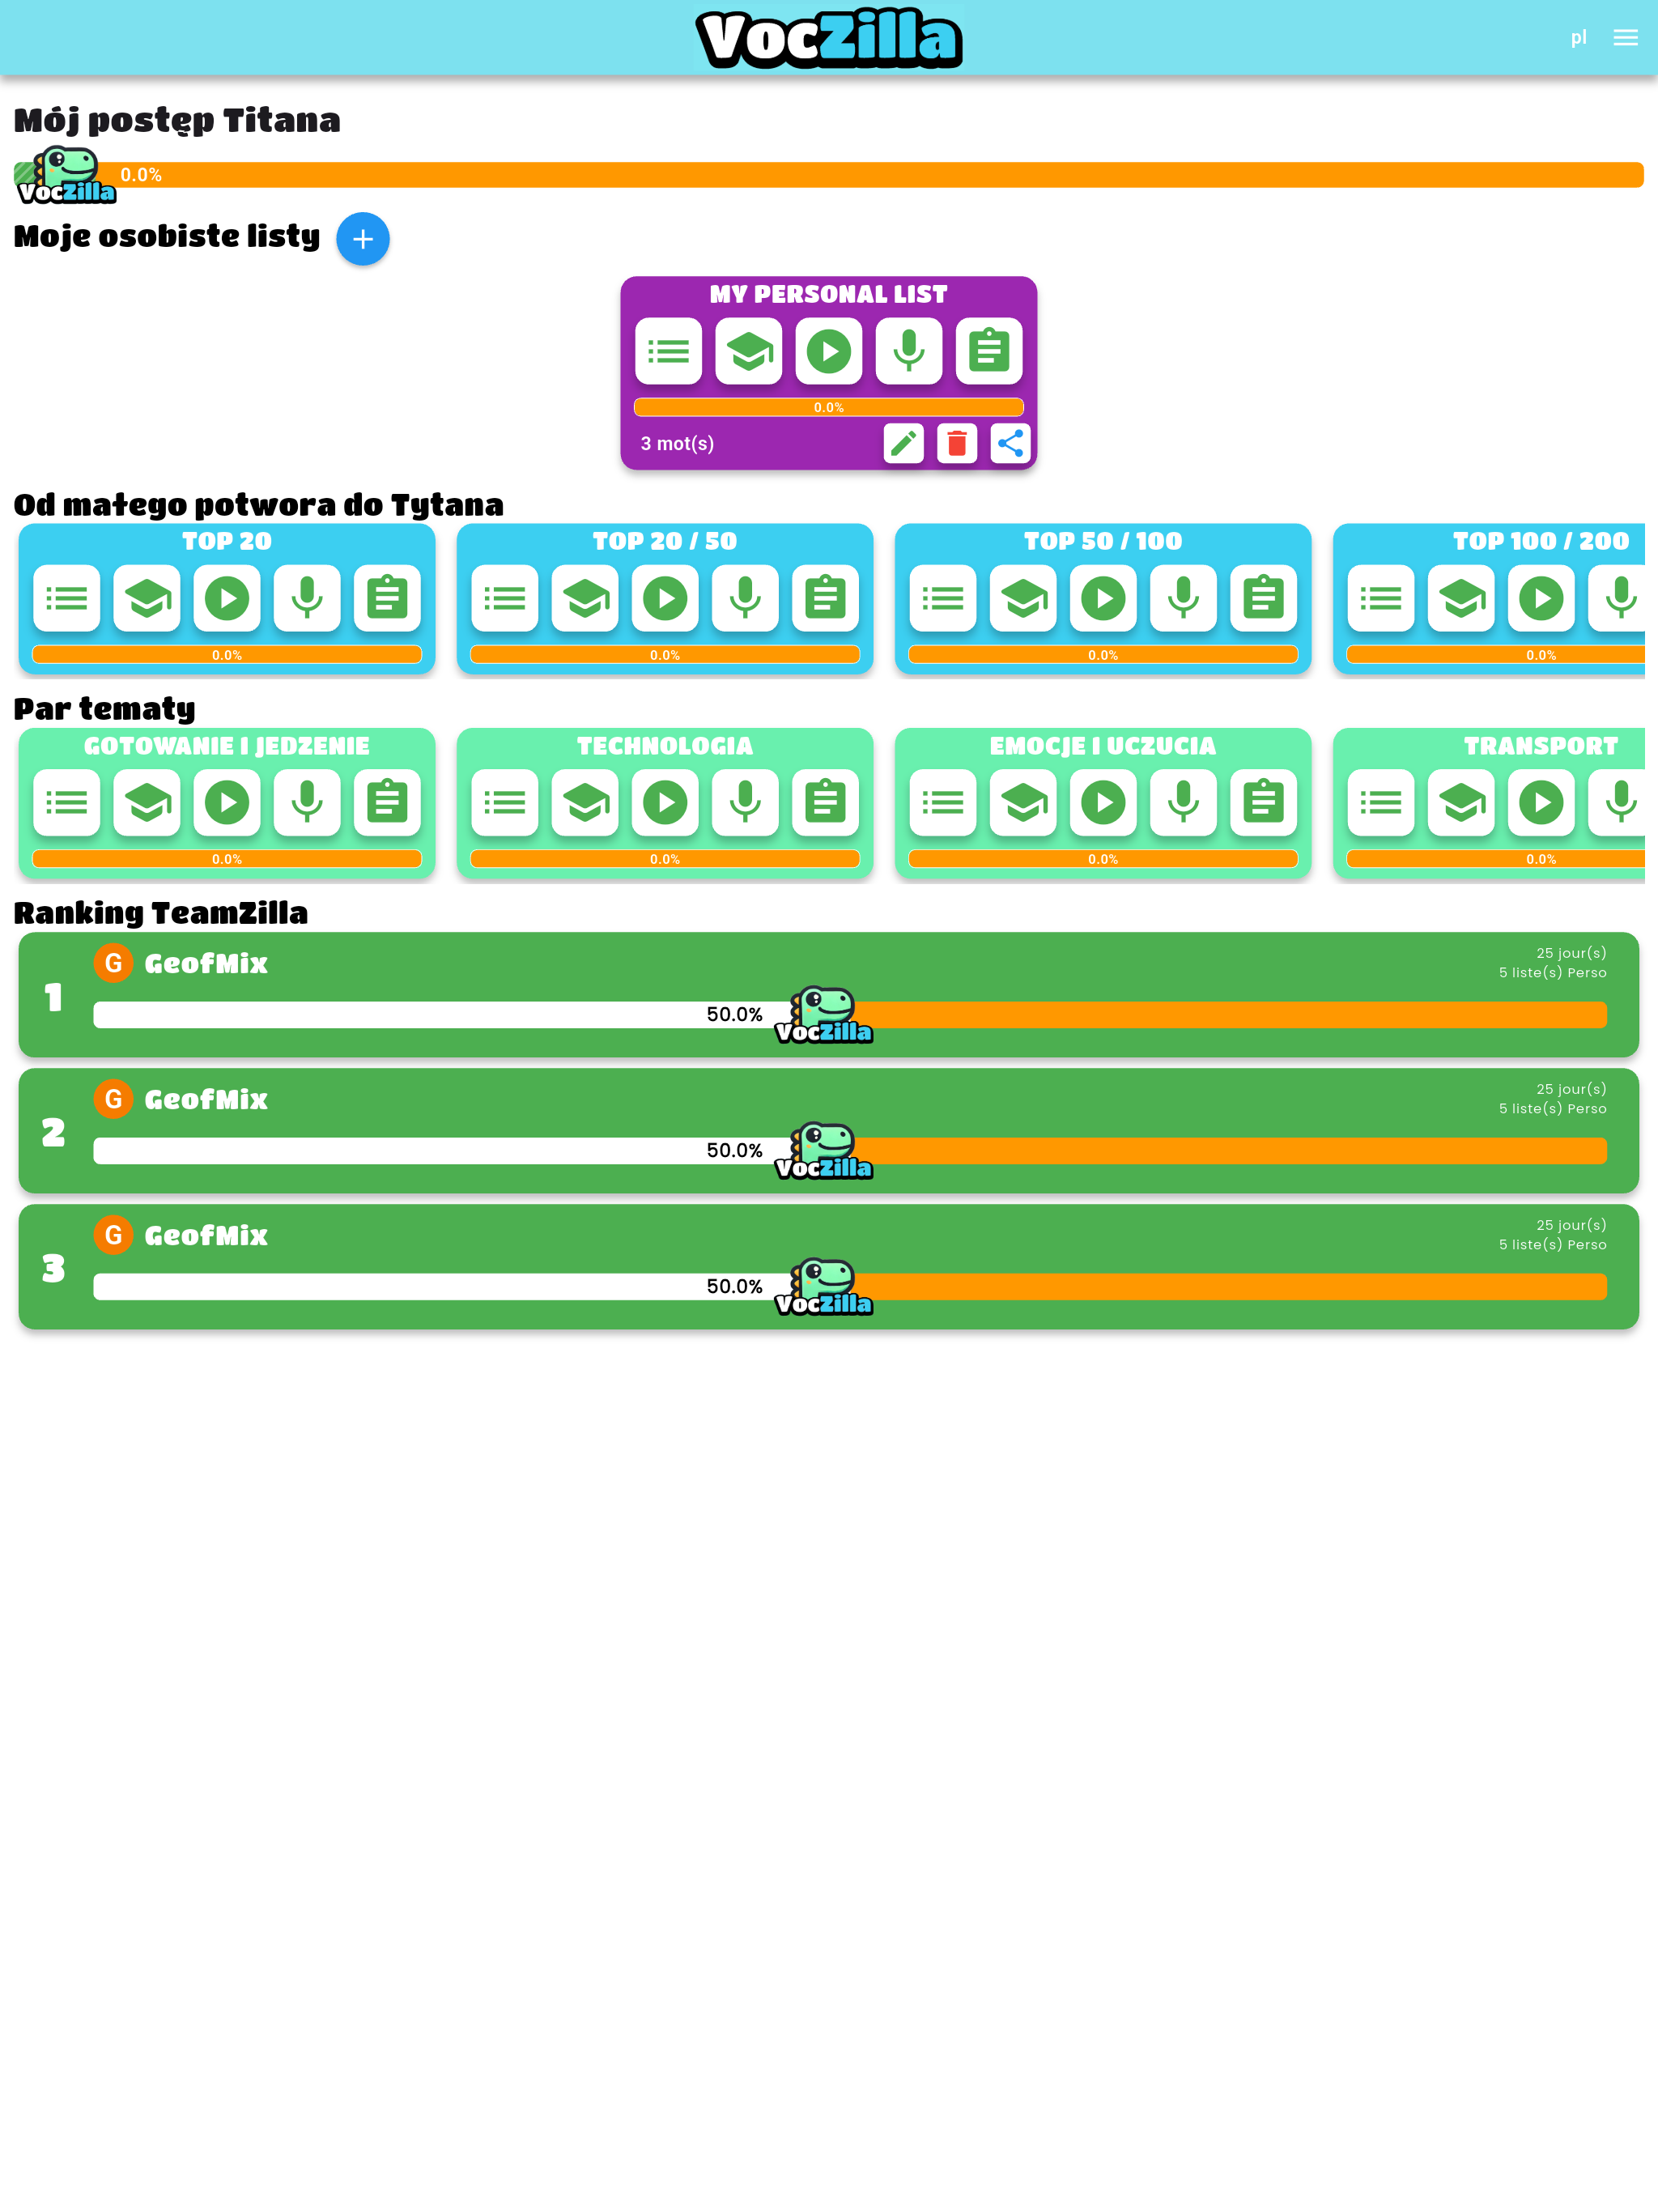 VocZilla
pl
Mój postęp Titana
VocZilla
0.0%
Moje osobiste listy
MY PERSONAL LIST
0.0%
3 mot(s)
Od małego potwora do Tytana
TOP 20
TOP 20 / 50
TOP 50 / 100
TOP 100 / 200
0.0%
0.0%
0.0%
0.0%
Par tematy
GOTOWANIE I JEDZENIE
TECHNOLOGIA
EMOCJE I UCZUCIA
TRANSPORT
0.0%
0.0%
0.0%
0.0%
Ranking TeamZilla
1
G GeofMix
25 jour(s)
5 liste(s) Perso
50.0%
VocZilla
2
G GeofMix
25 jour(s)
5 liste(s) Perso
50.0%
VocZilla
3
G GeofMix
25 jour(s)
5 liste(s) Perso
50.0%
VocZilla